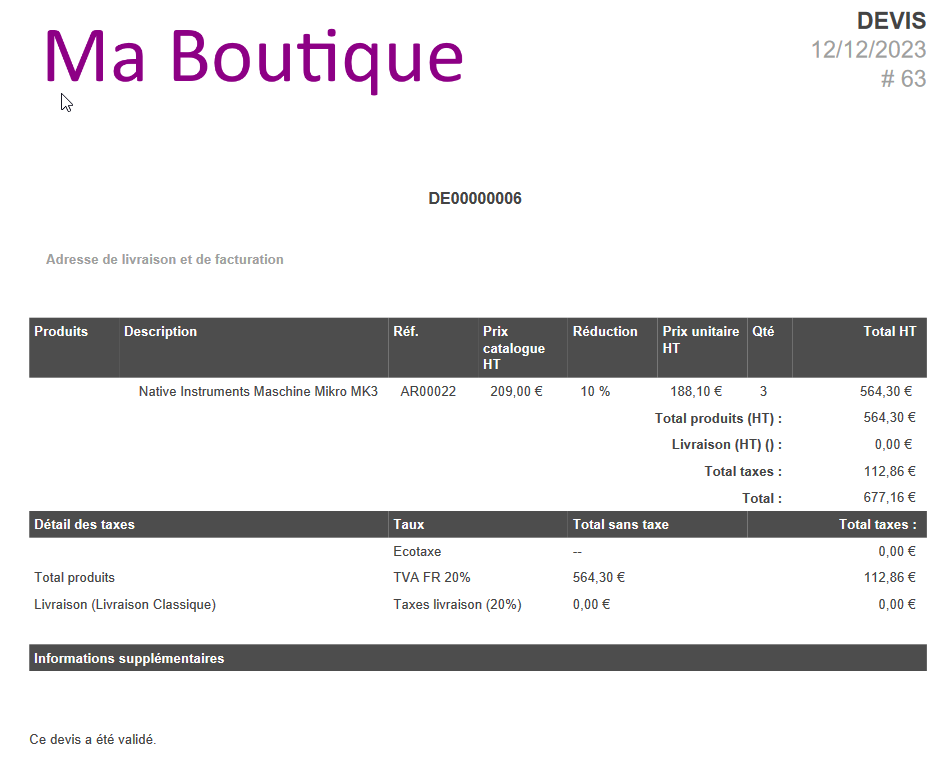 Ma Boutique
DEVIS
12/12/2023
# 63
DE00000006
Adresse de livraison et de facturation
Produits Description Réf. Prix catalogue HT Réduction Prix unitaire HT Qté Total HT
Native Instruments Maschine Mikro MK3 AR00022 209,00 € 10 % 188,10 € 3 564,30 €
Total produits (HT) : 564,30 €
Livraison (HT) () : 0,00 €
Total taxes : 112,86 €
Total : 677,16 €
Détail des taxes Taux Total sans taxe Total taxes :
Ecotaxe -- 0,00 €
Total produits TVA FR 20% 564,30 € 112,86 €
Livraison (Livraison Classique) Taxes livraison (20%) 0,00 € 0,00 €
Informations supplémentaires
Ce devis a été validé.